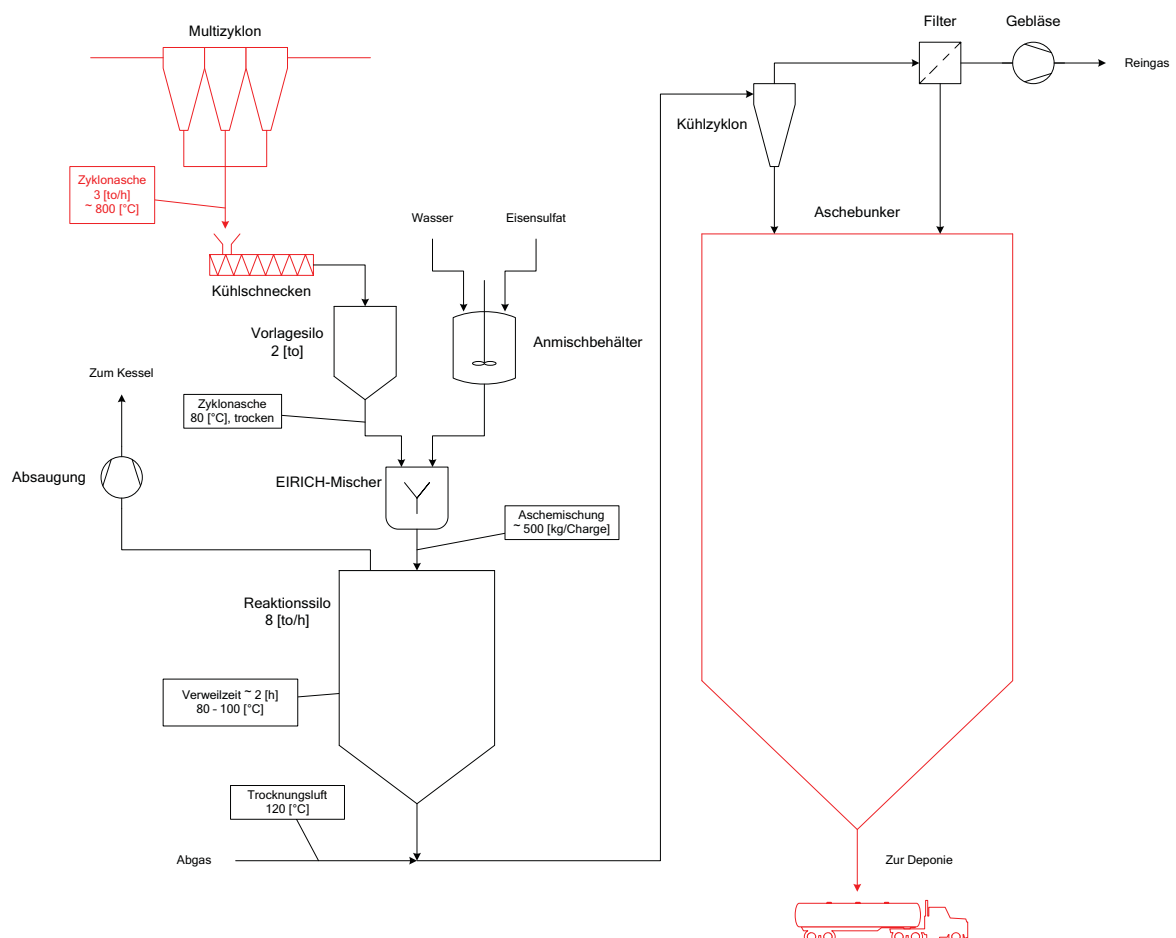 Multizyklon
Filter
Gebläse
Reingas
Kühlzyklon
Zyklonasche
3 [to/h]
~ 800 [°C]
Wasser
Eisensulfat
Aschebunker
Kühlschnecken
Vorlagesilo
2 [to]
Anmischbehälter
Zum Kessel
Zyklonasche
80 [°C], trocken
Absaugung
EIRICH-Mischer
Aschemischung
~ 500 [kg/Charge]
Reaktionssilo
8 [to/h]
Verweilzeit ~ 2 [h]
80 - 100 [°C]
Trocknungsluft
120 [°C]
Abgas
Zur Deponie